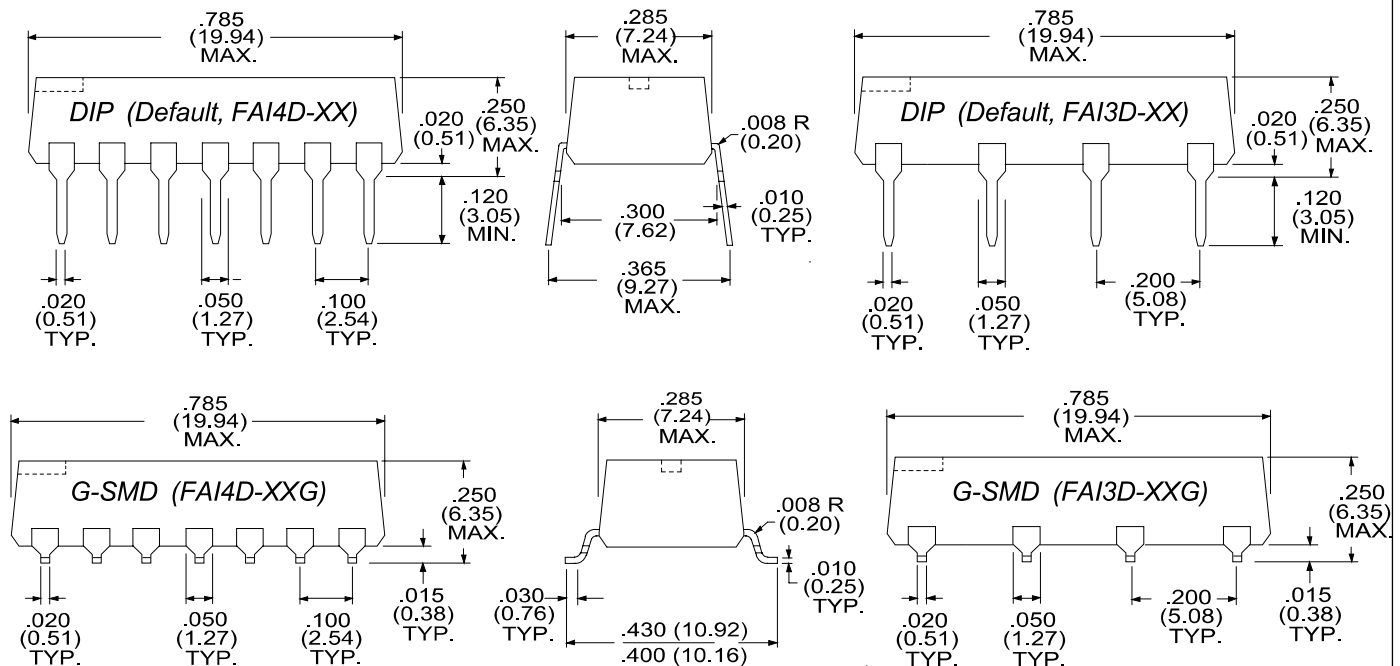 .785
(19.94)
MAX.
DIP (Default, FAI4D-XX)
.020
(0.51)
.250
(6.35)
MAX.
.120
(3.05)
MIN.
.020
(0.51)
TYP.
.050
(1.27)
TYP.
.100
(2.54)
TYP.
.285
(7.24)
MAX.
.008 R
(0.20)
.010
(0.25)
TYP.
.300
(7.62)
.365
(9.27)
MAX.
.785
(19.94)
MAX.
DIP (Default, FAI3D-XX)
.020
(0.51)
.250
(6.35)
MAX.
.120
(3.05)
MIN.
.020
(0.51)
TYP.
.050
(1.27)
TYP.
.200
(5.08)
TYP.
.785
(19.94)
MAX.
G-SMD (FAI4D-XXG)
.250
(6.35)
MAX.
.020
(0.51)
TYP.
.050
(1.27)
TYP.
.100
(2.54)
TYP.
.015
(0.38)
TYP.
.285
(7.24)
MAX.
.008 R
(0.20)
.010
(0.25)
TYP.
.030
(0.76)
TYP.
.430 (10.92)
.400 (10.16)
.785
(19.94)
MAX.
G-SMD (FAI3D-XXG)
.250
(6.35)
MAX.
.020
(0.51)
TYP.
.050
(1.27)
TYP.
.200
(5.08)
TYP.
.015
(0.38)
TYP.